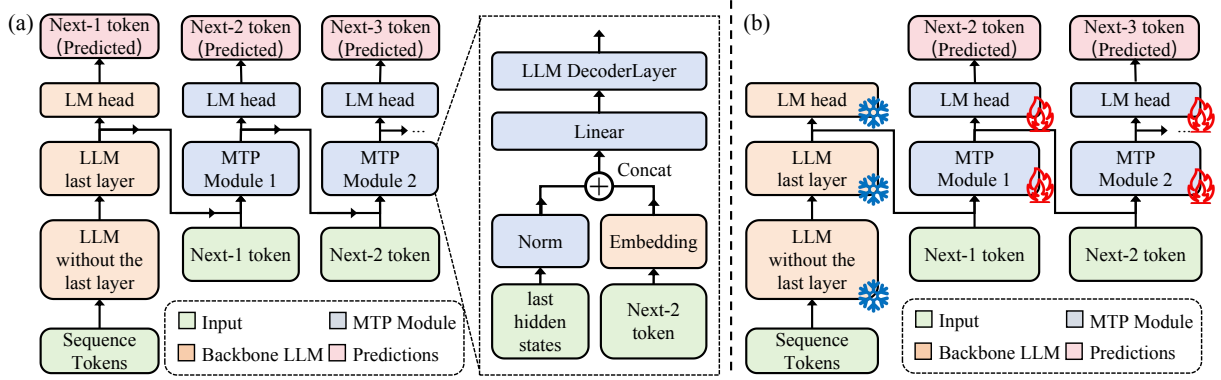 (a)
Next-1 token
(Predicted)
Next-2 token
(Predicted)
Next-3 token
(Predicted)
LM head
LM head
LM head
...
LLM
last layer
MTP
Module 1
MTP
Module 2
LLM
without the
last layer
Next-1 token
Next-2 token
Sequence
Tokens
Input
MTP Module
Backbone LLM
Predictions
LLM DecoderLayer
Linear
Concat
Norm
Embedding
last
hidden
states
Next-2
token
(b)
Next-2 token
(Predicted)
Next-3 token
(Predicted)
LM head
LM head
LM head
...
LLM
last layer
MTP
Module 1
MTP
Module 2
LLM
without the
last layer
Next-1 token
Next-2 token
Sequence
Tokens
Input
MTP Module
Backbone LLM
Predictions